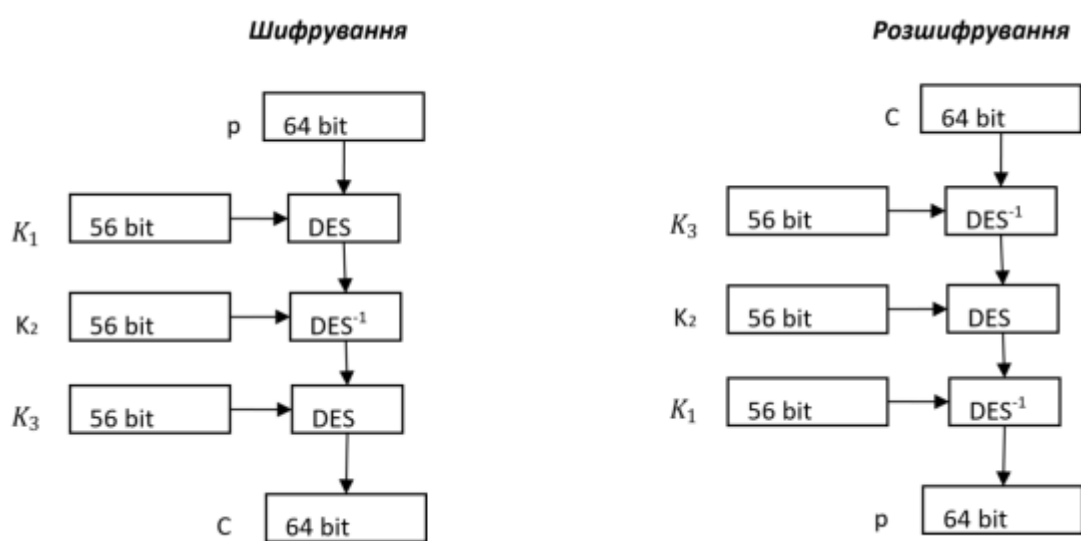 Шифрування
p 64 bit
K₁ 56 bit DES
K₂ 56 bit DES⁻¹
K₃ 56 bit DES
C 64 bit
Розшифрування
C 64 bit
K₃ 56 bit DES⁻¹
K₂ 56 bit DES
K₁ 56 bit DES⁻¹
p 64 bit